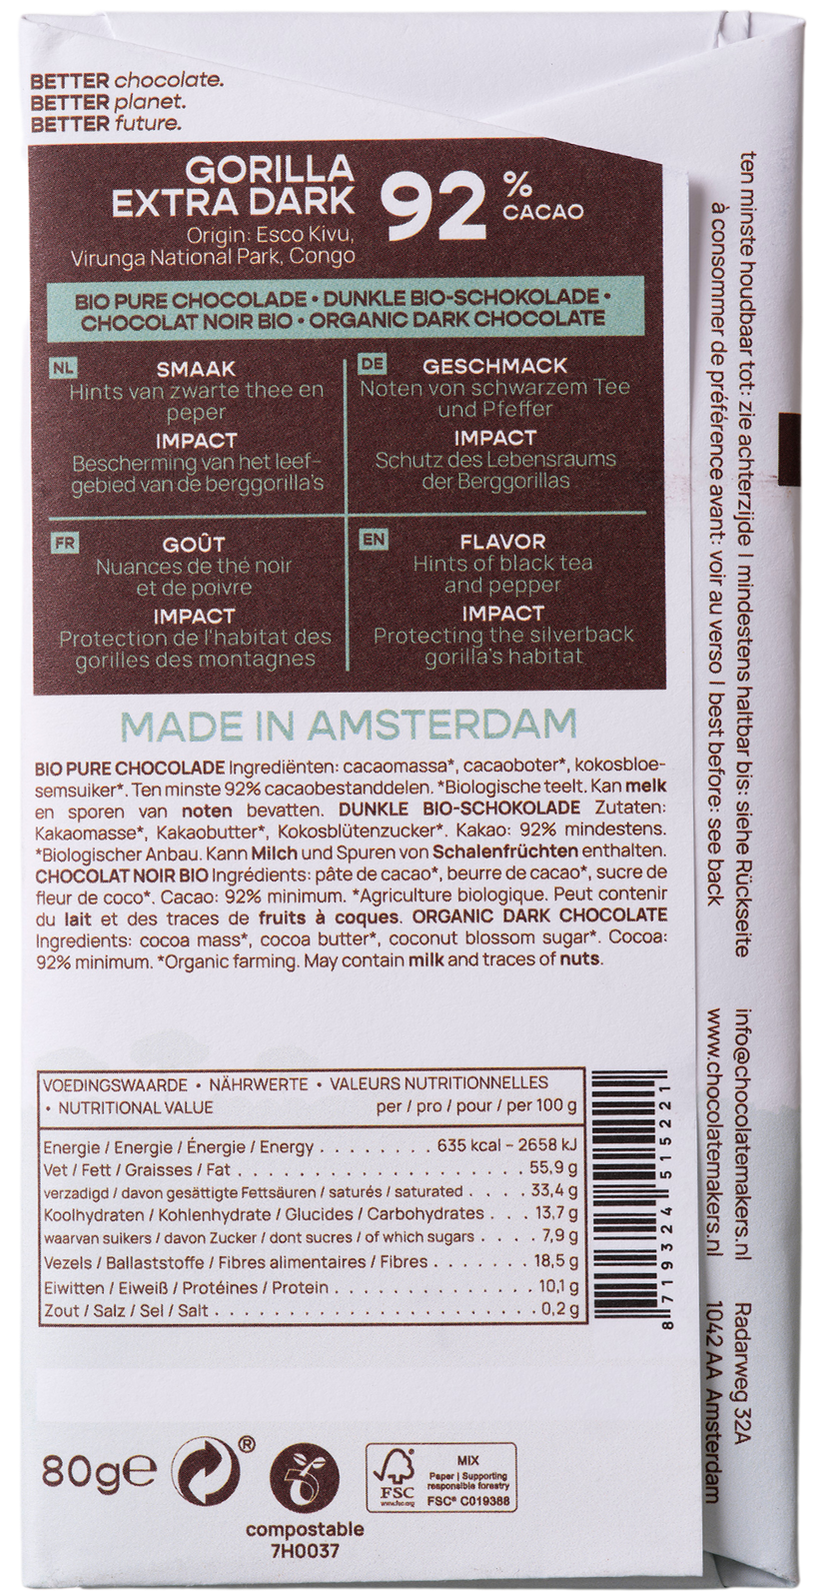 BETTER chocolate.
BETTER planet.
BETTER future.
GORILLA
EXTRA DARK
Origin: Esco Kivu,
Virunga National Park, Congo
92 %
CACAO
BIO PURE CHOCOLADE • DUNKLE BIO-SCHOKOLADE •
CHOCOLAT NOIR BIO • ORGANIC DARK CHOCOLATE
NL
SMAAK
Hints van zwarte thee en
peper
IMPACT
Bescherming van het leef-
gebied van de berggorilla's
DE
GESCHMACK
Noten von schwarzem Tee
und Pfeffer
IMPACT
Schutz des Lebensraums
der Berggorillas
FR
GOÛT
Nuances de thé noir
et de poivre
IMPACT
Protection de l'habitat des
gorilles des montagnes
EN
FLAVOR
Hints of black tea
and pepper
IMPACT
Protecting the silverback
gorilla's habitat
MADE IN AMSTERDAM
BIO PURE CHOCOLADE Ingrediënten: cacaomassa*, cacaoboter*, kokosbloe-
semsuiker*. Ten minste 92% cacaobestanddelen. *Biologische teelt. Kan melk
en sporen van noten bevatten. DUNKLE BIO-SCHOKOLADE Zutaten:
Kakaomasse*, Kakaobutter*, Kokosblütenzucker*. Kakao: 92% mindestens.
*Biologischer Anbau. Kann Milch und Spuren von Schalenfrüchten enthalten.
CHOCOLAT NOIR BIO Ingrédients: pâte de cacao*, beurre de cacao*, sucre de
fleur de coco*. Cacao: 92% minimum. *Agriculture biologique. Peut contenir
du lait et des traces de fruits à coques. ORGANIC DARK CHOCOLATE
Ingredients: cocoa mass*, cocoa butter*, coconut blossom sugar*. Cocoa:
92% minimum. *Organic farming. May contain milk and traces of nuts.
VOEDINGSWAARDE • NÄHRWERTE • VALEURS NUTRITIONNELLES
• NUTRITIONAL VALUE per / pro / pour / per 100 g
Energie / Energie / Énergie / Energy . . . . . . . . 635 kcal – 2658 kJ
Vet / Fett / Graisses / Fat . . . . . . . . . . . . . . . . . . . . 55,9 g
verzadigd / davon gesättigte Fettsäuren / saturés / saturated . . . . 33,4 g
Koolhydraten / Kohlenhydrate / Glucides / Carbohydrates . . . 13,7 g
waarvan suikers / davon Zucker / dont sucres / of which sugars . . . . 7,9 g
Vezels / Ballaststoffe / Fibres alimentaires / Fibres . . . . . . . 18,5 g
Eiwitten / Eiweiß / Protéines / Protein . . . . . . . . . . . . . . 10,1 g
Zout / Salz / Sel / Salt . . . . . . . . . . . . . . . . . . . . . . 0,2 g
8 719324 515221
80g e
®
compostable
7H0037
FSC
www.fsc.org
MIX
Paper | Supporting
responsible forestry
FSC® C019388
ten minste houdbaar tot: zie achterzijde | mindestens haltbar bis: siehe Rückseite
à consommer de préférence avant: voir au verso | best before: see back
info@chocolatemakers.nl
www.chocolatemakers.nl
Radarweg 32A
1042 AA Amsterdam